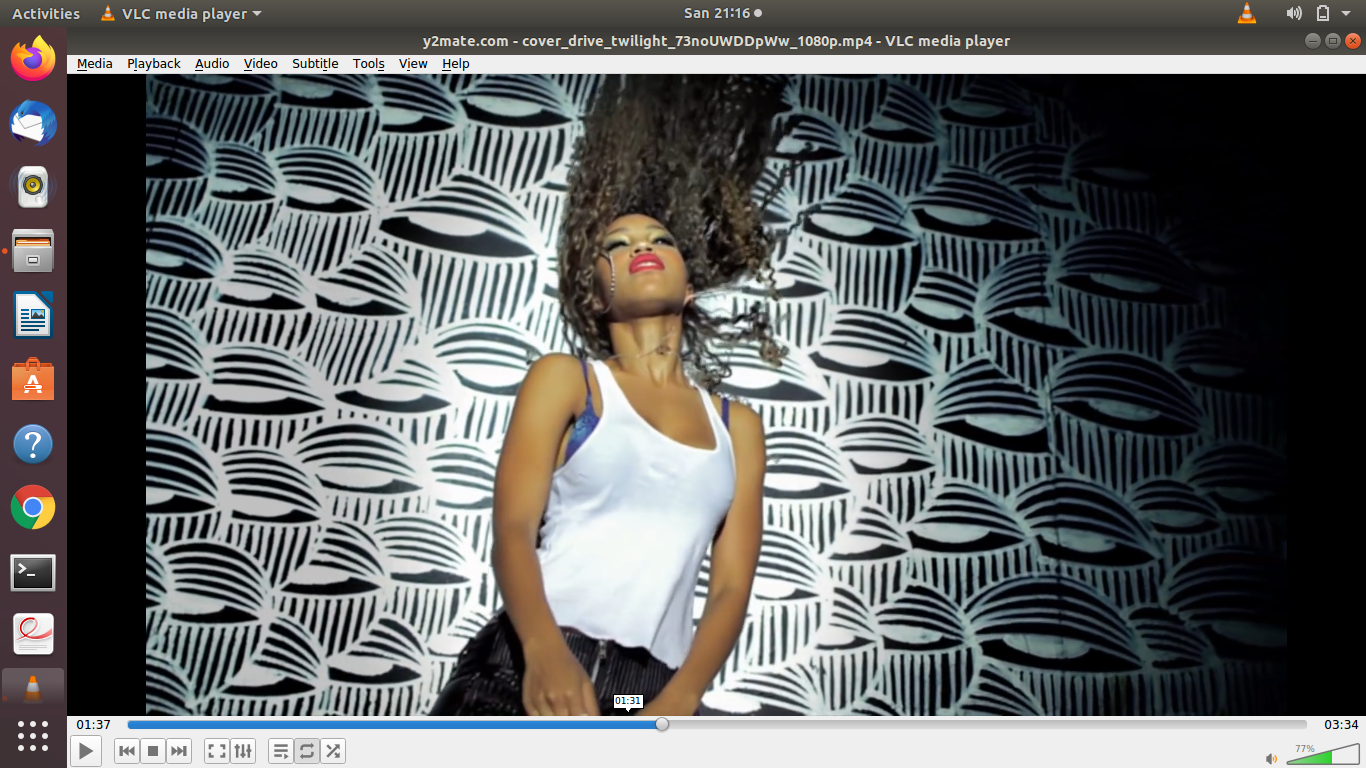 Activities VLC media player San 21:16
y2mate.com - cover_drive_twilight_73noUWDDpWw_1080p.mp4 - VLC media player
Media Playback Audio Video Subtitle Tools View Help
01:31
01:37 03:34
77%